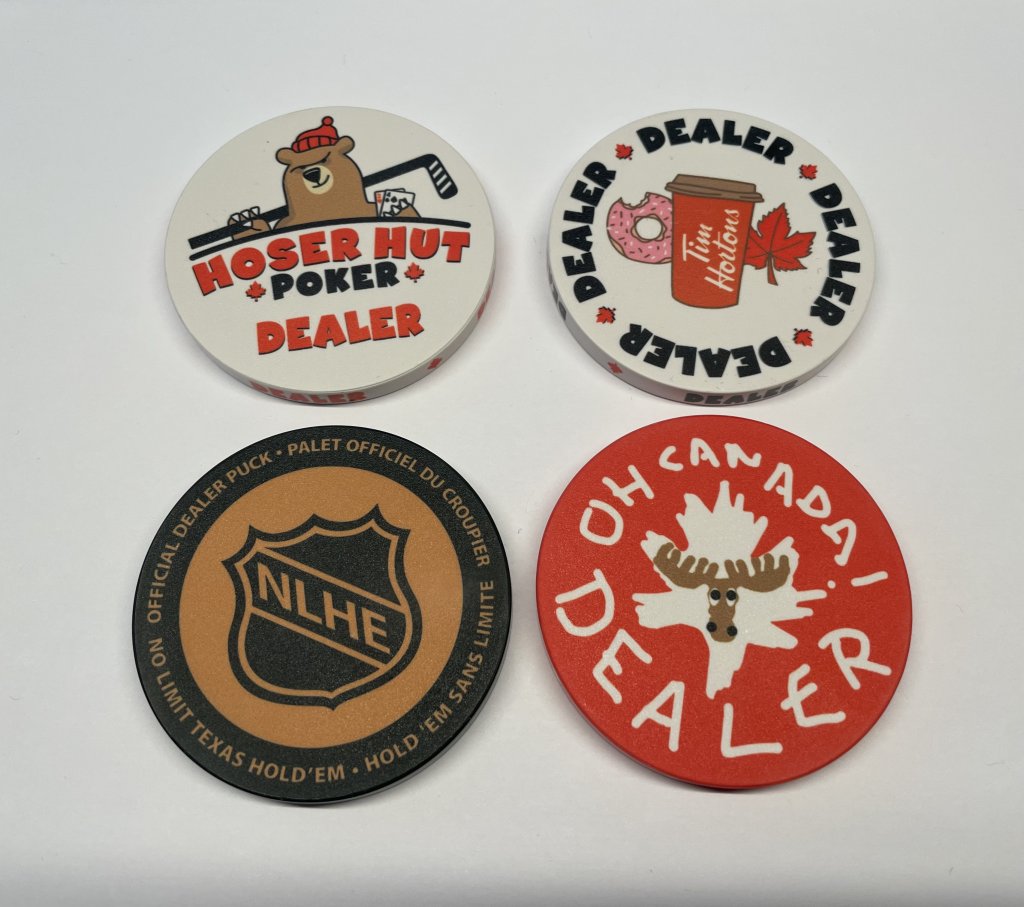 HOSER HUT
POKER
DEALER
DEALER
DEALER
DEALER
DEALER
DEALER
DEALER
Tim
Hortons
DEALER
OFFICIAL DEALER PUCK • PALET OFFICIEL DU CROUPIER
NO LIMIT TEXAS HOLD'EM • HOLD 'EM SANS LIMITE
NLHE
OH CANADA!
DEALER